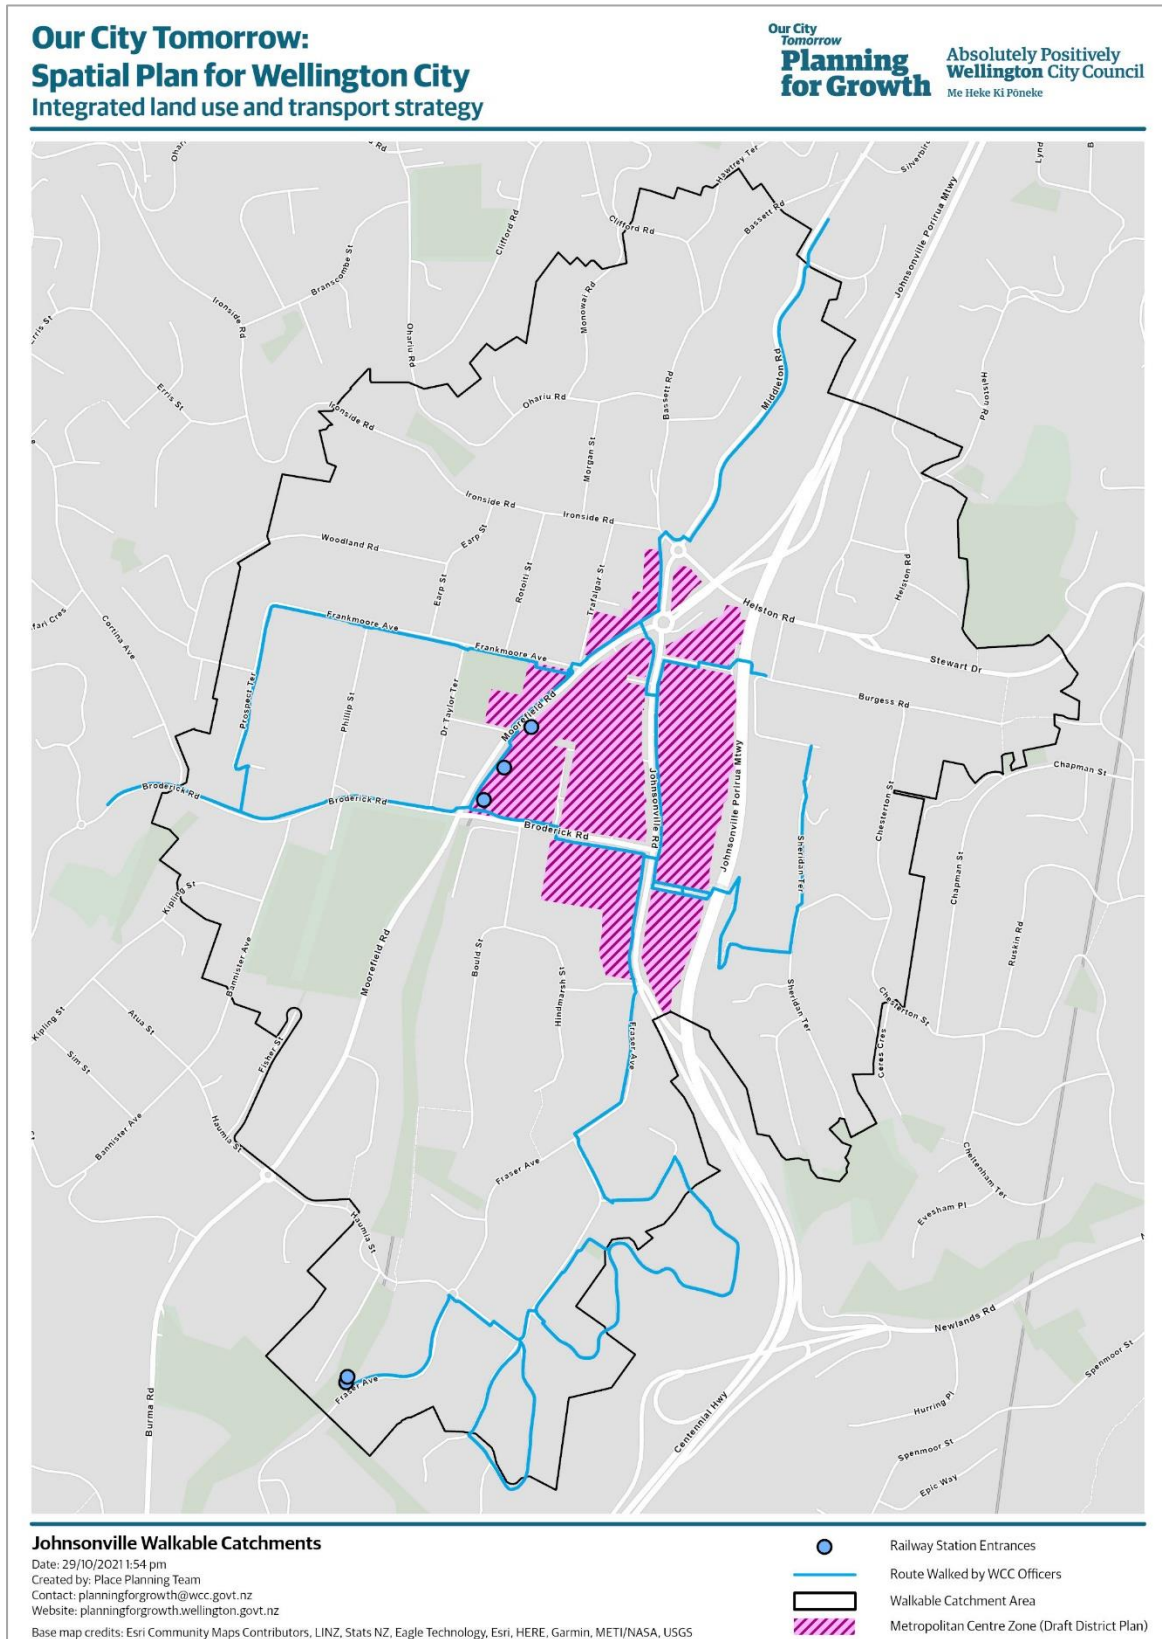 Our City Tomorrow:
Spatial Plan for Wellington City
Integrated land use and transport strategy
Our City
Tomorrow
Planning
for Growth
Absolutely Positively
Wellington City Council
Me Heke Ki Pōneke
Hawtrey Ter
Lynd
B
Bassett Rd
Clifford Rd
Clifford Rd
Johnsonville Porirua Mtwy
Branscombe St
Ironside Rd
Monowai Rd
Ohariu Rd
Erris St
Middleton Rd
Helston Rd
Ohariu Rd
Bassett Rd
Ironside Rd
Morgan St
Ironside Rd
Ironside Rd
Woodland Rd
Earp St
Earp St
Rotoiti St
Trafalgar St
Helston Rd
Helston Rd
Cortina Ave
Frankmoore Ave
Frankmoore Ave
Stewart Dr
Prospect Ter
Phillip St
Dr Taylor Ter
Moorefield Rd
Burgess Rd
Chapman St
Broderick Rd
Broderick Rd
Broderick Rd
Johnsonville Rd
Johnsonville Porirua Mtwy
Chesterton St
Sheridan Ter
Chapman St
Kipling St
Bannister Ave
Moorefield Rd
Bould St
Hindmarsh St
Ruskin Rd
Kipling St
Atua St
Sim St
Fisher St
Fraser Ave
Sheridan Ter
Chesterton St
Ceres Cres
Bannister Ave
Haumia St
Fraser Ave
Cheltenham Ter
Evesham Pl
Haumia St
Newlands Rd
N
Spenmoor St
Fraser Ave
Burma Rd
Centennial Hwy
Hurring Pl
Spenmoor St
Epic Way
Johnsonville Walkable Catchments
Date: 29/10/2021 1:54 pm
Created by: Place Planning Team
Contact: planningforgrowth@wcc.govt.nz
Website: planningforgrowth.wellington.govt.nz
Base map credits: Esri Community Maps Contributors, LINZ, Stats NZ, Eagle Technology, Esri, HERE, Garmin, METI/NASA, USGS
Railway Station Entrances
Route Walked by WCC Officers
Walkable Catchment Area
Metropolitan Centre Zone (Draft District Plan)